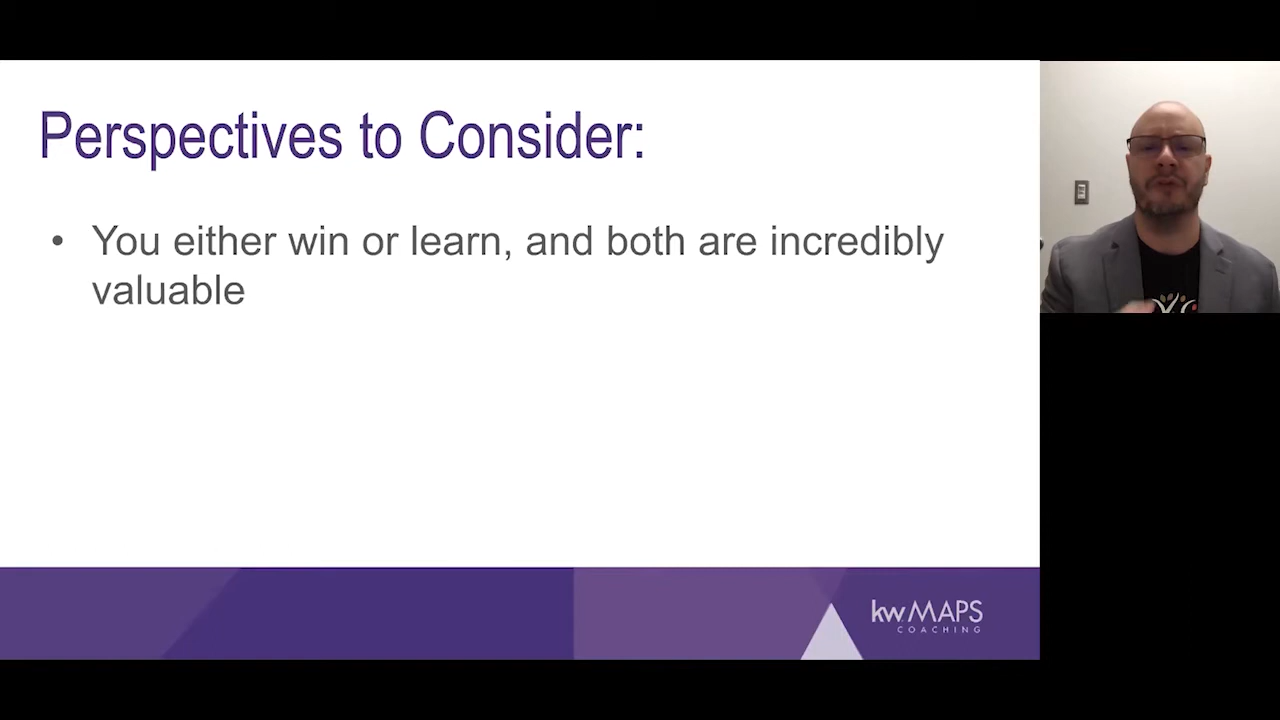 Perspectives to Consider:
• You either win or learn, and both are incredibly
valuable
kw MAPS
COACHING